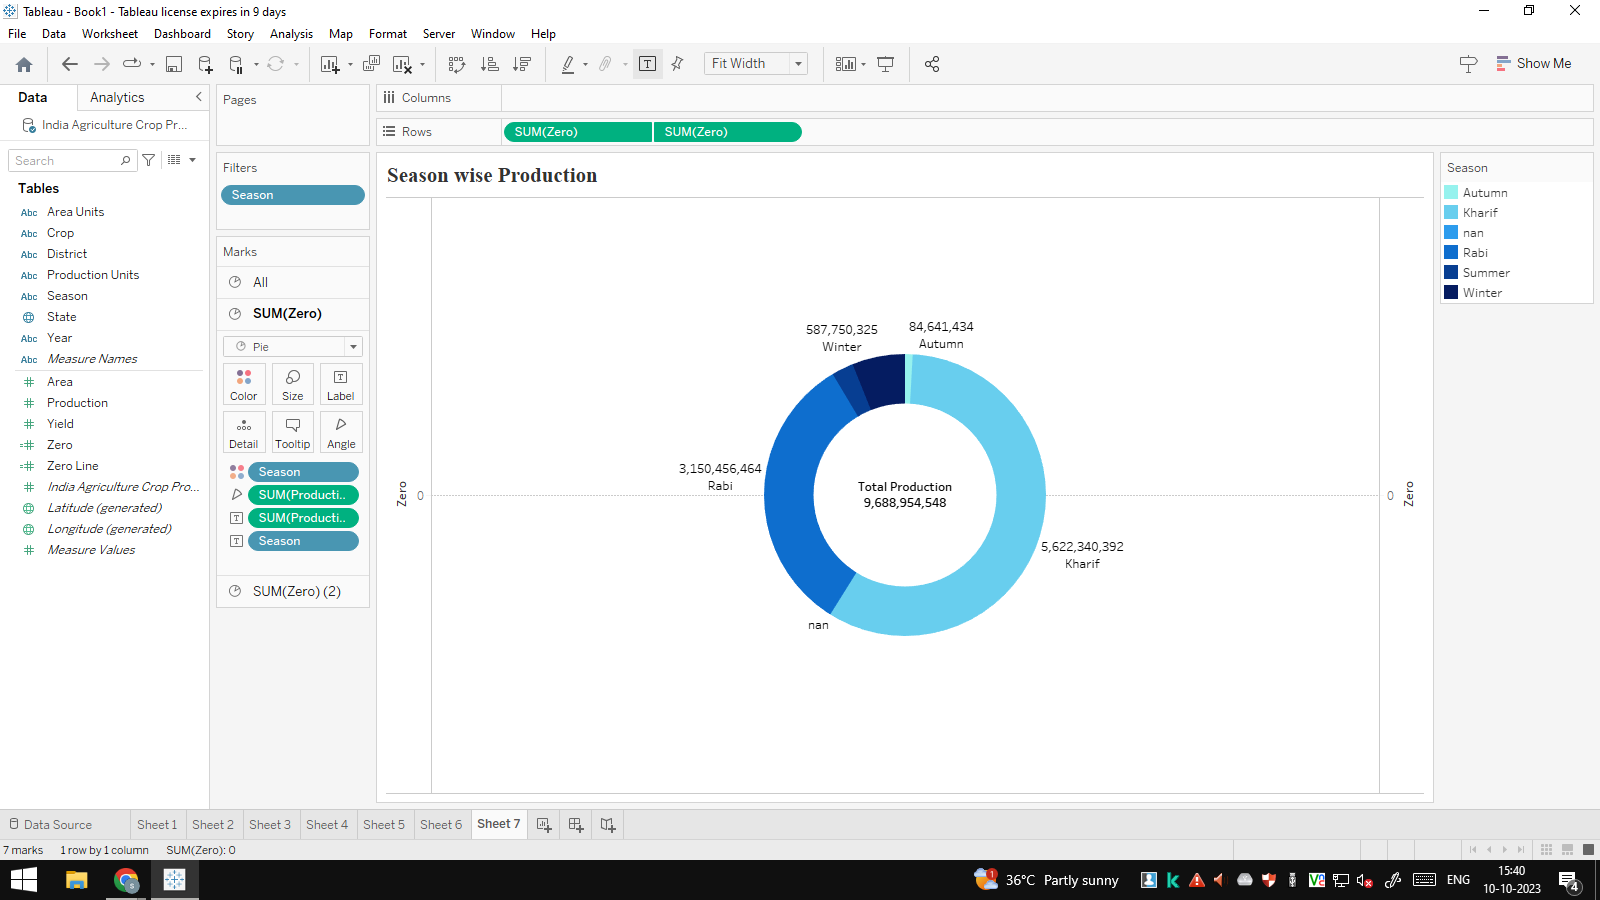 Tableau - Book1 - Tableau license expires in 9 days
File Data Worksheet Dashboard Story Analysis Map Format Server Window Help
Fit Width
Show Me
Data Analytics
India Agriculture Crop Pr...
Search
Tables
Abc Area Units
Abc Crop
Abc District
Abc Production Units
Abc Season
State
Abc Year
Abc Measure Names
# Area
# Production
# Yield
=# Zero
=# Zero Line
# India Agriculture Crop Pro...
Latitude (generated)
Longitude (generated)
# Measure Values
Pages
Filters
Season
Marks
All
SUM(Zero)
Pie
Color Size Label
Detail Tooltip Angle
Season
SUM(Producti..
SUM(Producti..
Season
SUM(Zero) (2)
Columns
Rows SUM(Zero) SUM(Zero)
Season wise Production
587,750,325
Winter
84,641,434
Autumn
3,150,456,464
Rabi
Total Production
9,688,954,548
5,622,340,392
Kharif
nan
Zero
0
0
Zero
Season
Autumn
Kharif
nan
Rabi
Summer
Winter
Data Source Sheet 1 Sheet 2 Sheet 3 Sheet 4 Sheet 5 Sheet 6 Sheet 7
7 marks 1 row by 1 column SUM(Zero): 0
1
36°C Partly sunny
ENG
15:40
10-10-2023
4